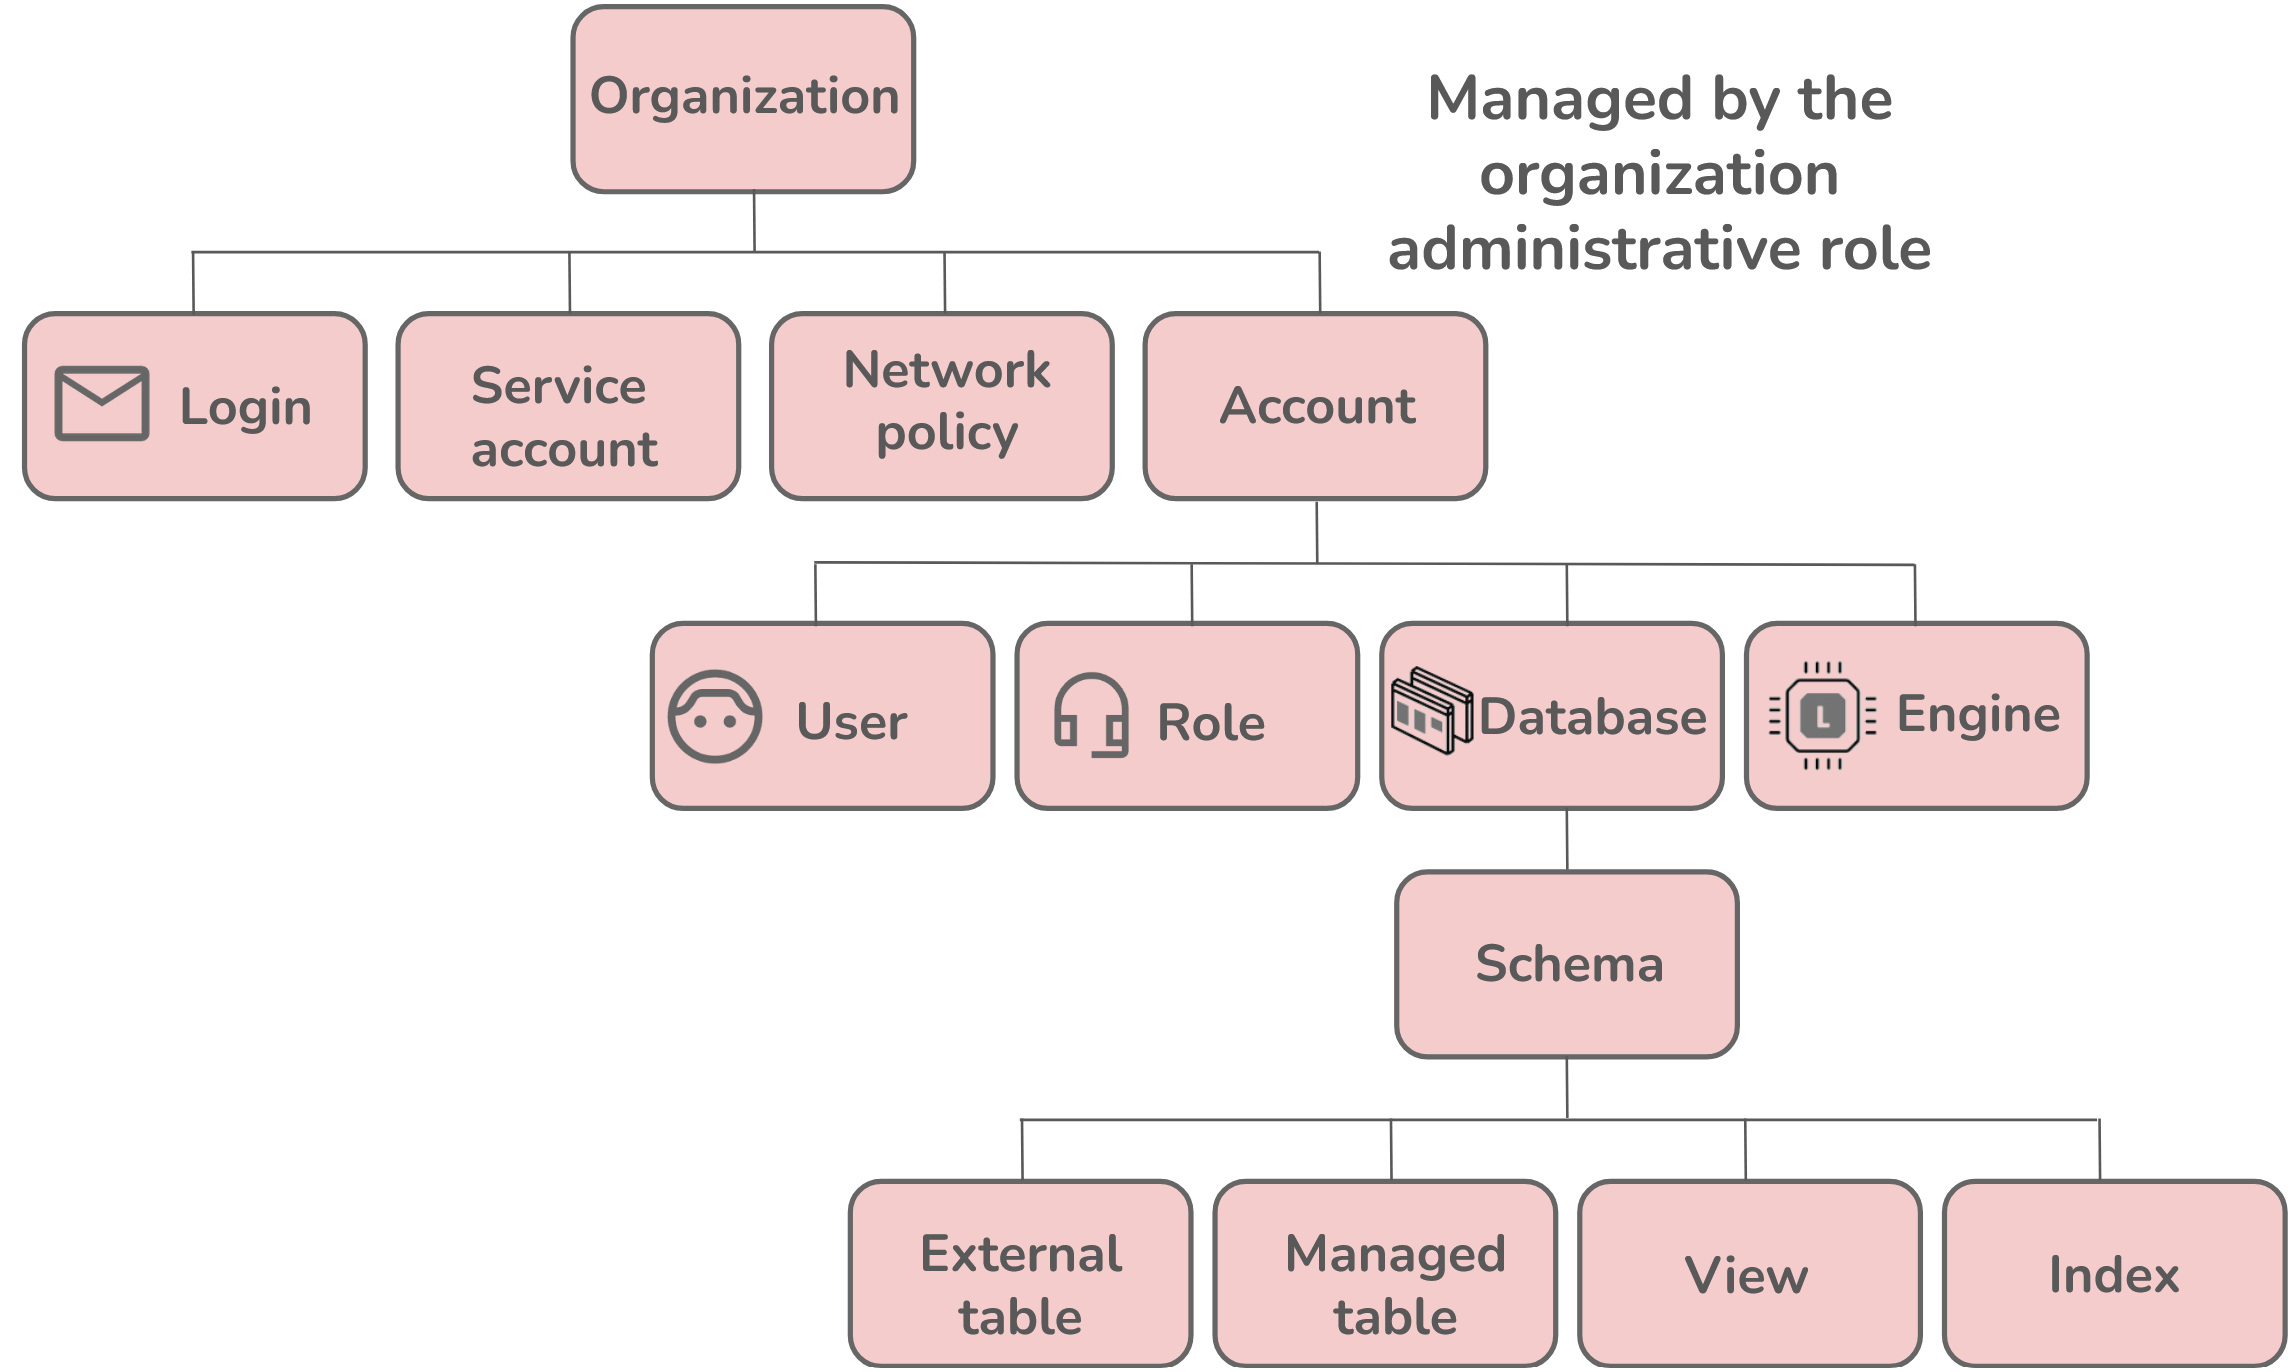 Organization
Managed by the
organization
administrative role
Login
Service
account
Network
policy
Account
User
Role
Database
L
Engine
Schema
External
table
Managed
table
View
Index